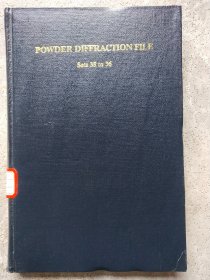 POWDER DIFFRACTION FILE
Sets 35 to 36